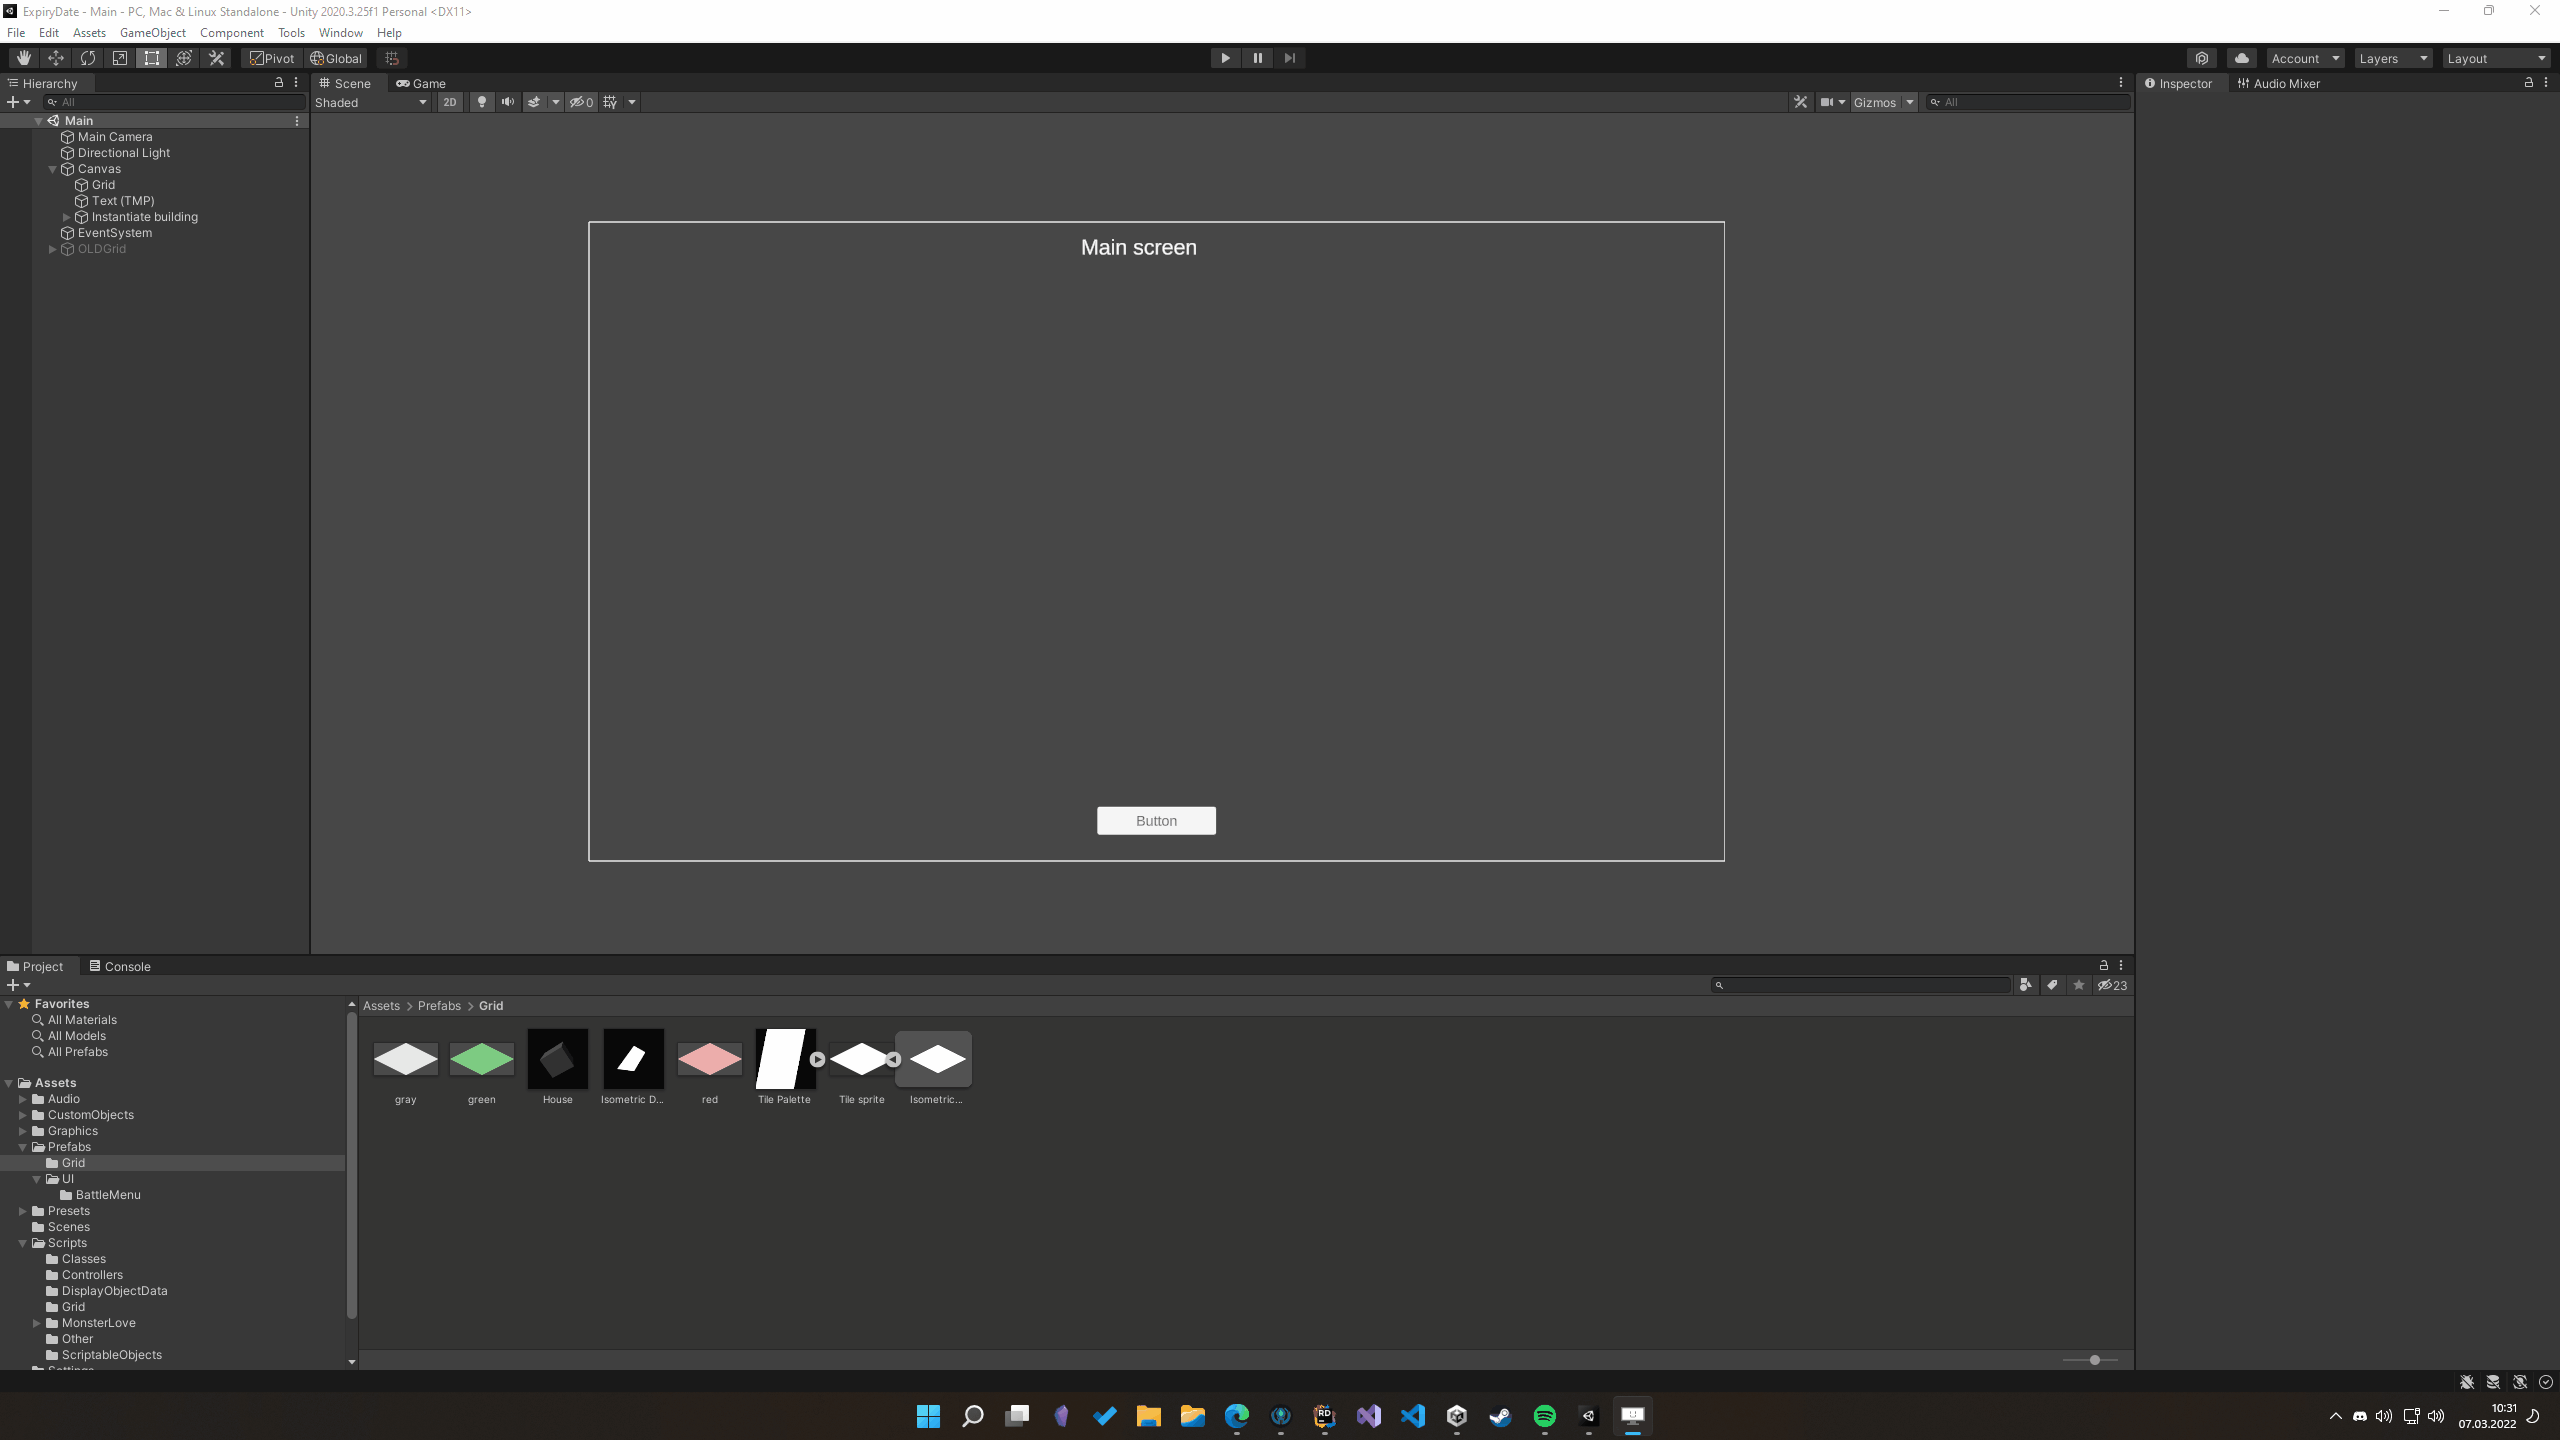 ExpiryDate - Main - PC, Mac & Linux Standalone - Unity 2020.3.25f1 Personal <DX11>
File Edit Assets GameObject Component Tools Window Help
Pivot Global Account Layers Layout
Hierarchy
All
Main
Main Camera
Directional Light
Canvas
Grid
Text (TMP)
Instantiate building
EventSystem
OLDGrid
Scene Game
Shaded 2D 0 Gizmos All
Main screen
Button
Inspector Audio Mixer
Project Console
23
Favorites
All Materials
All Models
All Prefabs
Assets
Audio
CustomObjects
Graphics
Prefabs
Grid
UI
BattleMenu
Presets
Scenes
Scripts
Classes
Controllers
DisplayObjectData
Grid
MonsterLove
Other
ScriptableObjects
Settings
Assets > Prefabs > Grid
gray green House Isometric D... red Tile Palette Tile sprite Isometric...
RD
10:31
07.03.2022